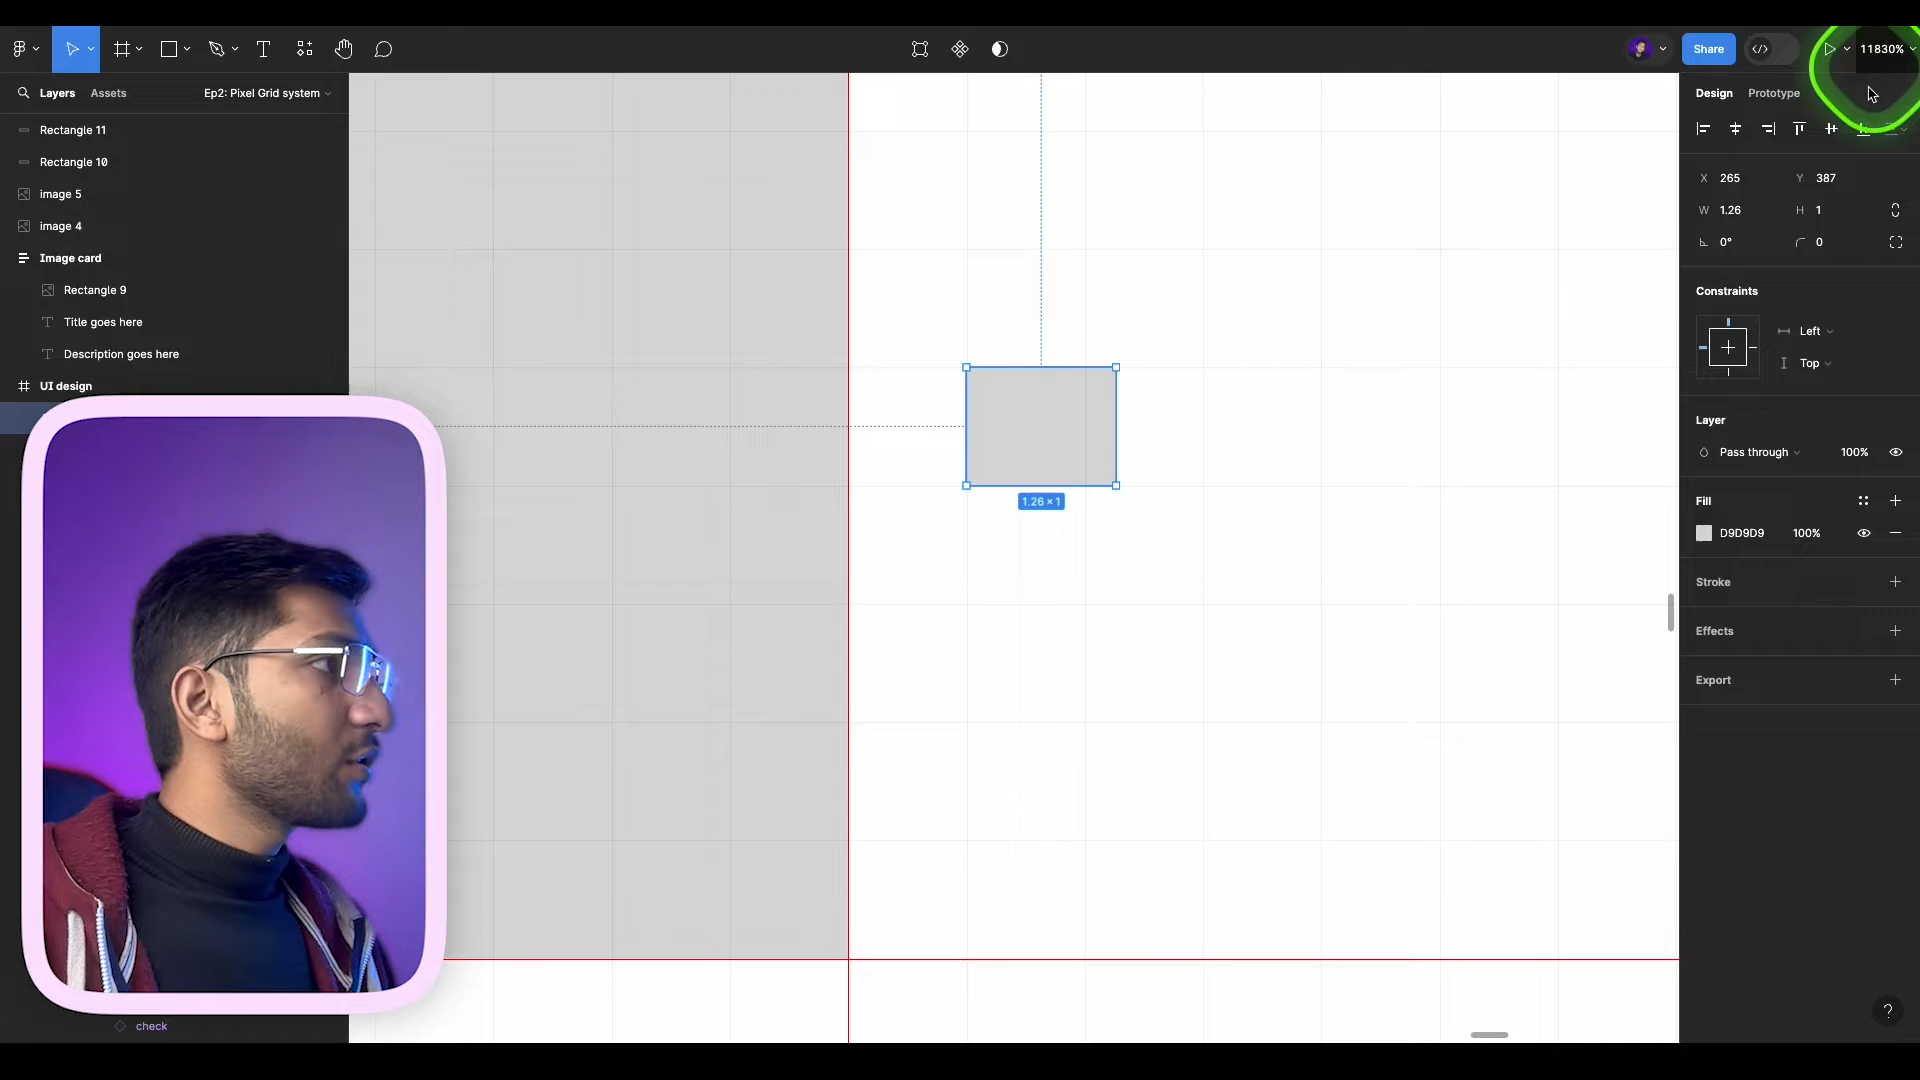 Share
11830%
Layers
Assets
Ep2: Pixel Grid system
Design
Prototype
Rectangle 11
Rectangle 10
image 5
image 4
Image card
Rectangle 9
Title goes here
Description goes here
UI design
check
1.26 × 1
X 265
Y 387
W 1.26
H 1
0°
0
Constraints
Left
Top
Layer
Pass through
100%
Fill
D9D9D9
100%
Stroke
Effects
Export
?